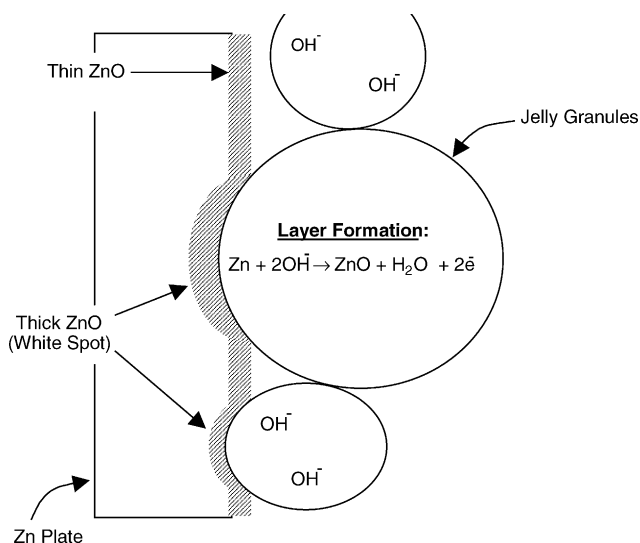 OH⁻
Thin ZnO
OH⁻
Jelly Granules
Layer Formation:
Zn + 2OH⁻ → ZnO + H₂O + 2e⁻
Thick ZnO
(White Spot)
OH⁻
OH⁻
Zn Plate